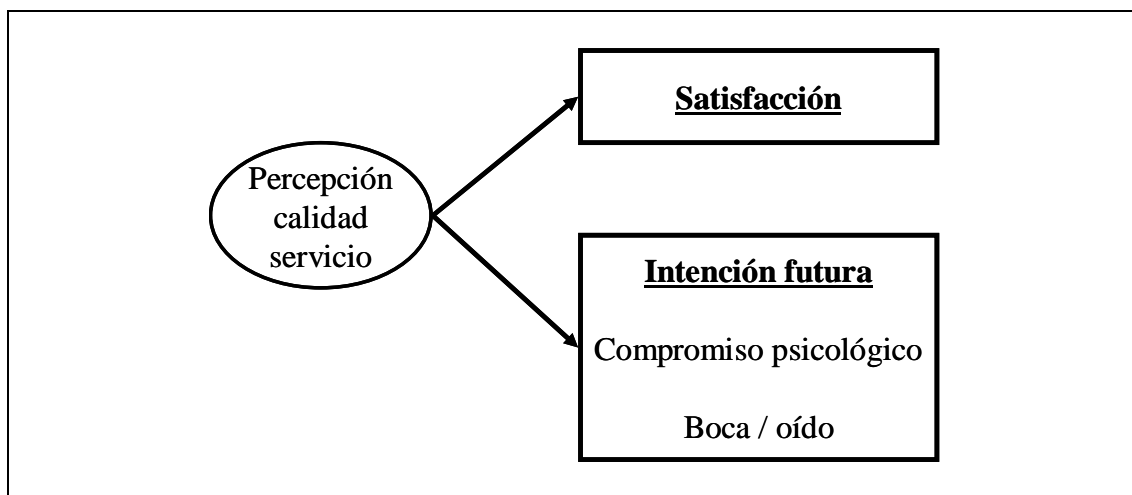 Percepción
calidad
servicio
Satisfacción
Intención futura
Compromiso psicológico
Boca / oído